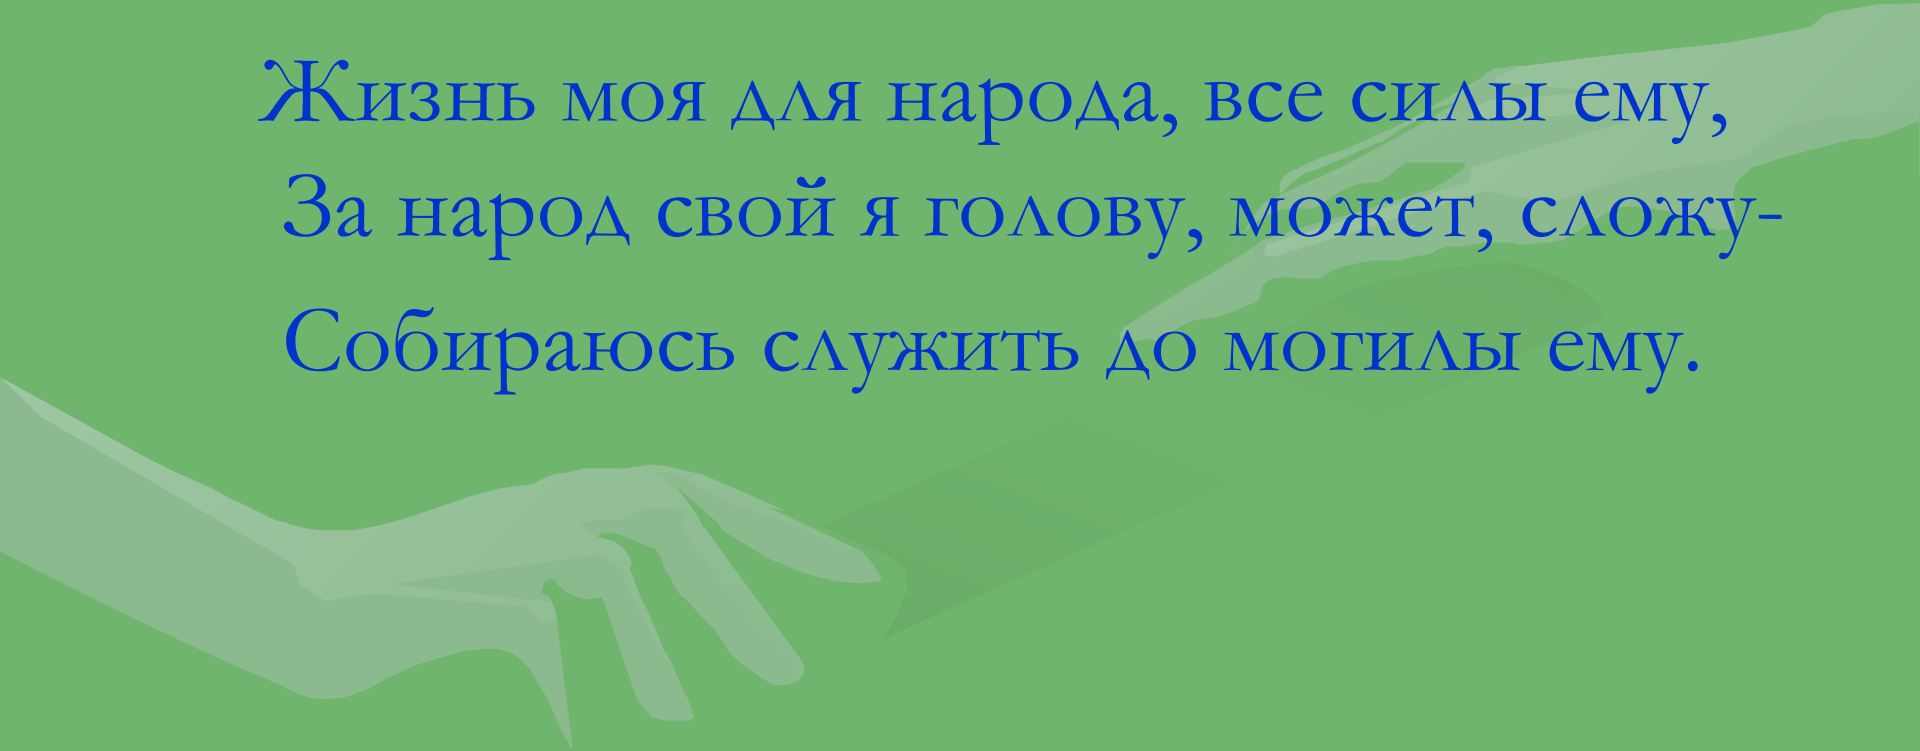 Жизнь моя для народа, все силы ему,
За народ свой я голову, может, сложу-
Собираюсь служить до могилы ему.